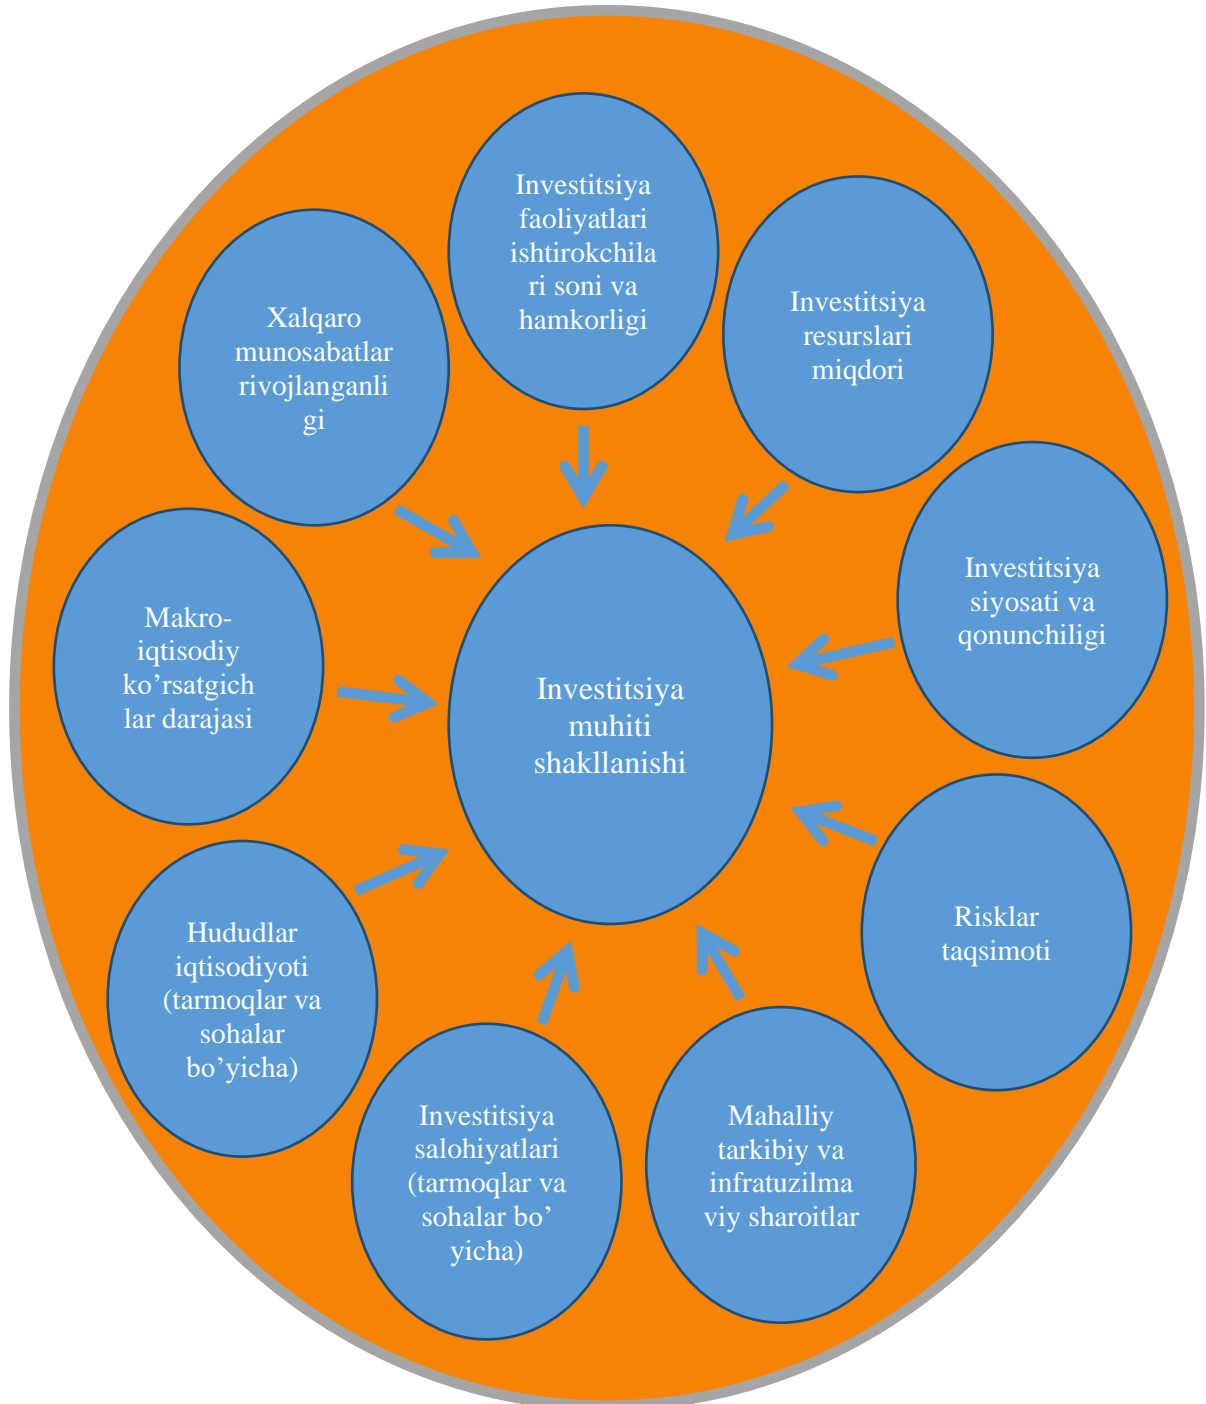 Investitsiya
faoliyatlari
ishtirokchila
ri soni va
hamkorligi
Investitsiya
resurslari
miqdori
Investitsiya
siyosati va
qonunchiligi
Risklar
taqsimoti
Mahalliy
tarkibiy va
infratuzilma
viy sharoitlar
Investitsiya
salohiyatlari
(tarmoqlar va
sohalar bo’
yicha)
Hududlar
iqtisodiyoti
(tarmoqlar va
sohalar
bo’yicha)
Makro-
iqtisodiy
ko’rsatgich
lar darajasi
Xalqaro
munosabatlar
rivojlanganli
gi
Investitsiya
muhiti
shakllanishi